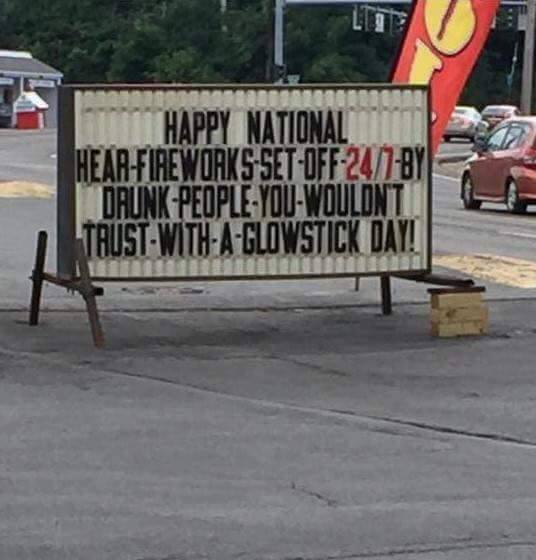 HAPPY NATIONAL
HEAR-FIREWORKS-SET-OFF-24/7-BY
DRUNK-PEOPLE-YOU-WOULDN'T
TRUST-WITH-A-GLOWSTICK DAY!